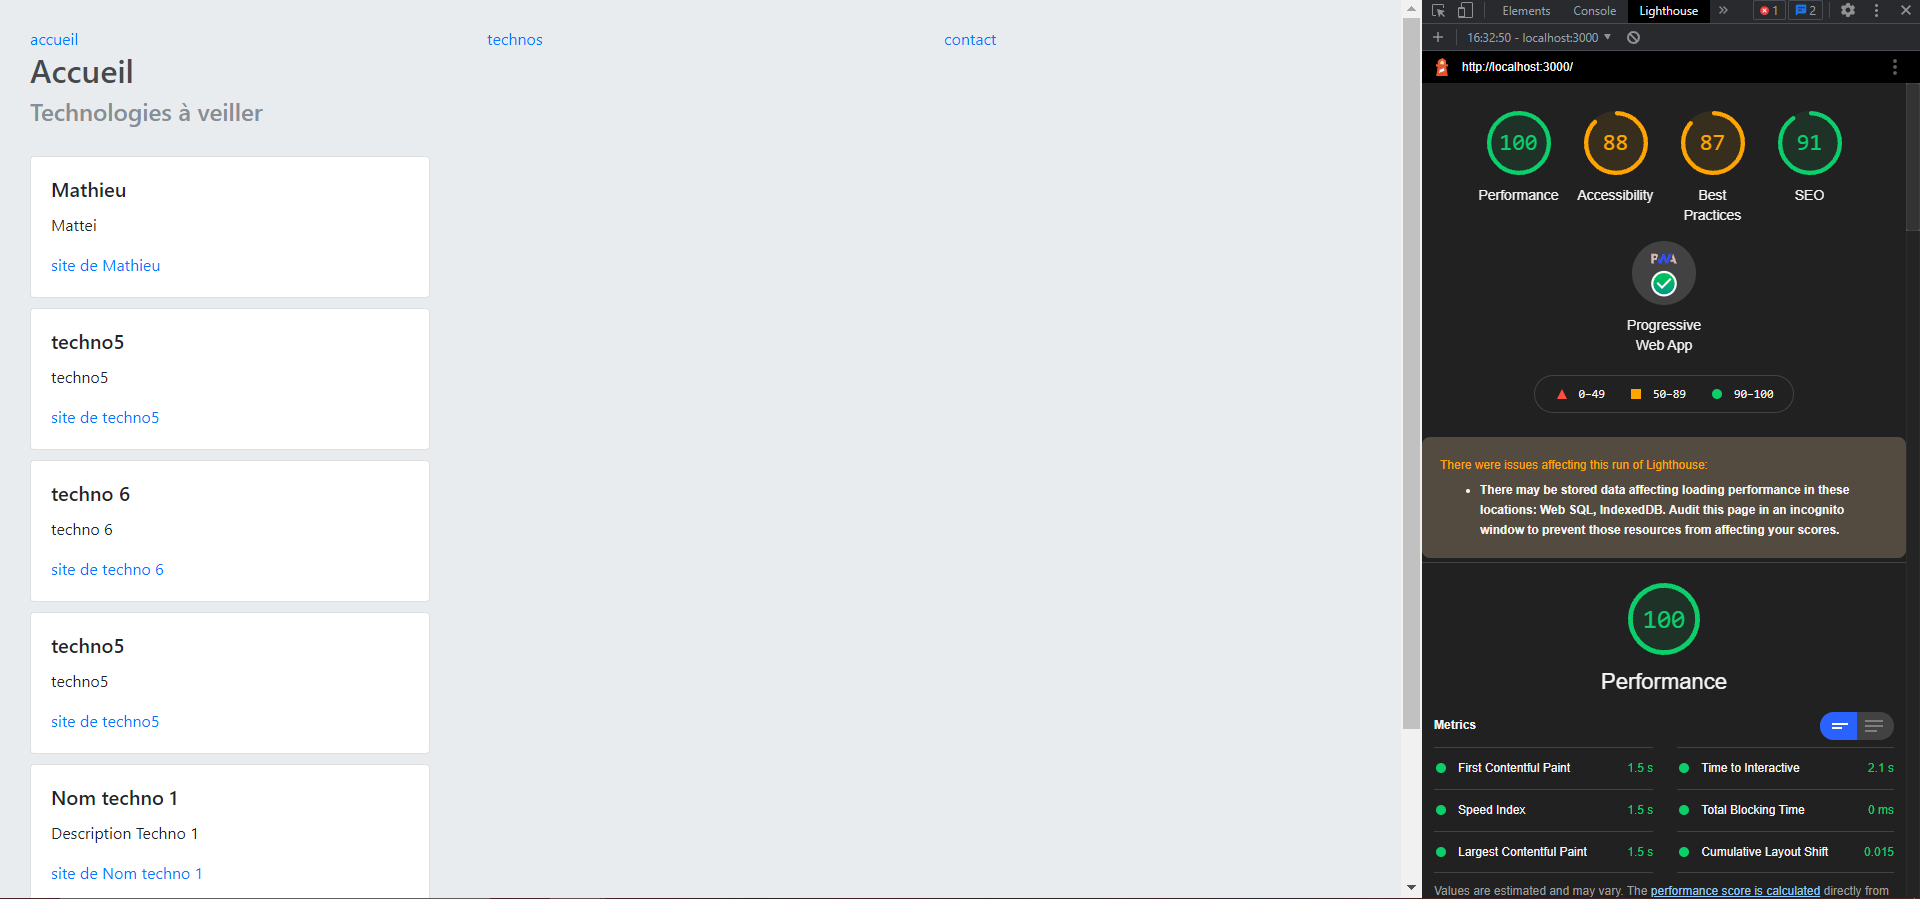 accueil technos contact
Accueil
Technologies à veiller
Mathieu
Mattei
site de Mathieu
techno5
techno5
site de techno5
techno 6
techno 6
site de techno 6
techno5
techno5
site de techno5
Nom techno 1
Description Techno 1
site de Nom techno 1
Elements Console Lighthouse » 1 2
16:32:50 - localhost:3000
http://localhost:3000/
100 88 87 91
Performance Accessibility Best Practices SEO
PWA
Progressive
Web App
0–49 50–89 90–100
There were issues affecting this run of Lighthouse:
There may be stored data affecting loading performance in these
locations: Web SQL, IndexedDB. Audit this page in an incognito
window to prevent those resources from affecting your scores.
100
Performance
Metrics
First Contentful Paint 1.5 s Time to Interactive 2.1 s
Speed Index 1.5 s Total Blocking Time 0 ms
Largest Contentful Paint 1.5 s Cumulative Layout Shift 0.015
Values are estimated and may vary. The performance score is calculated directly from